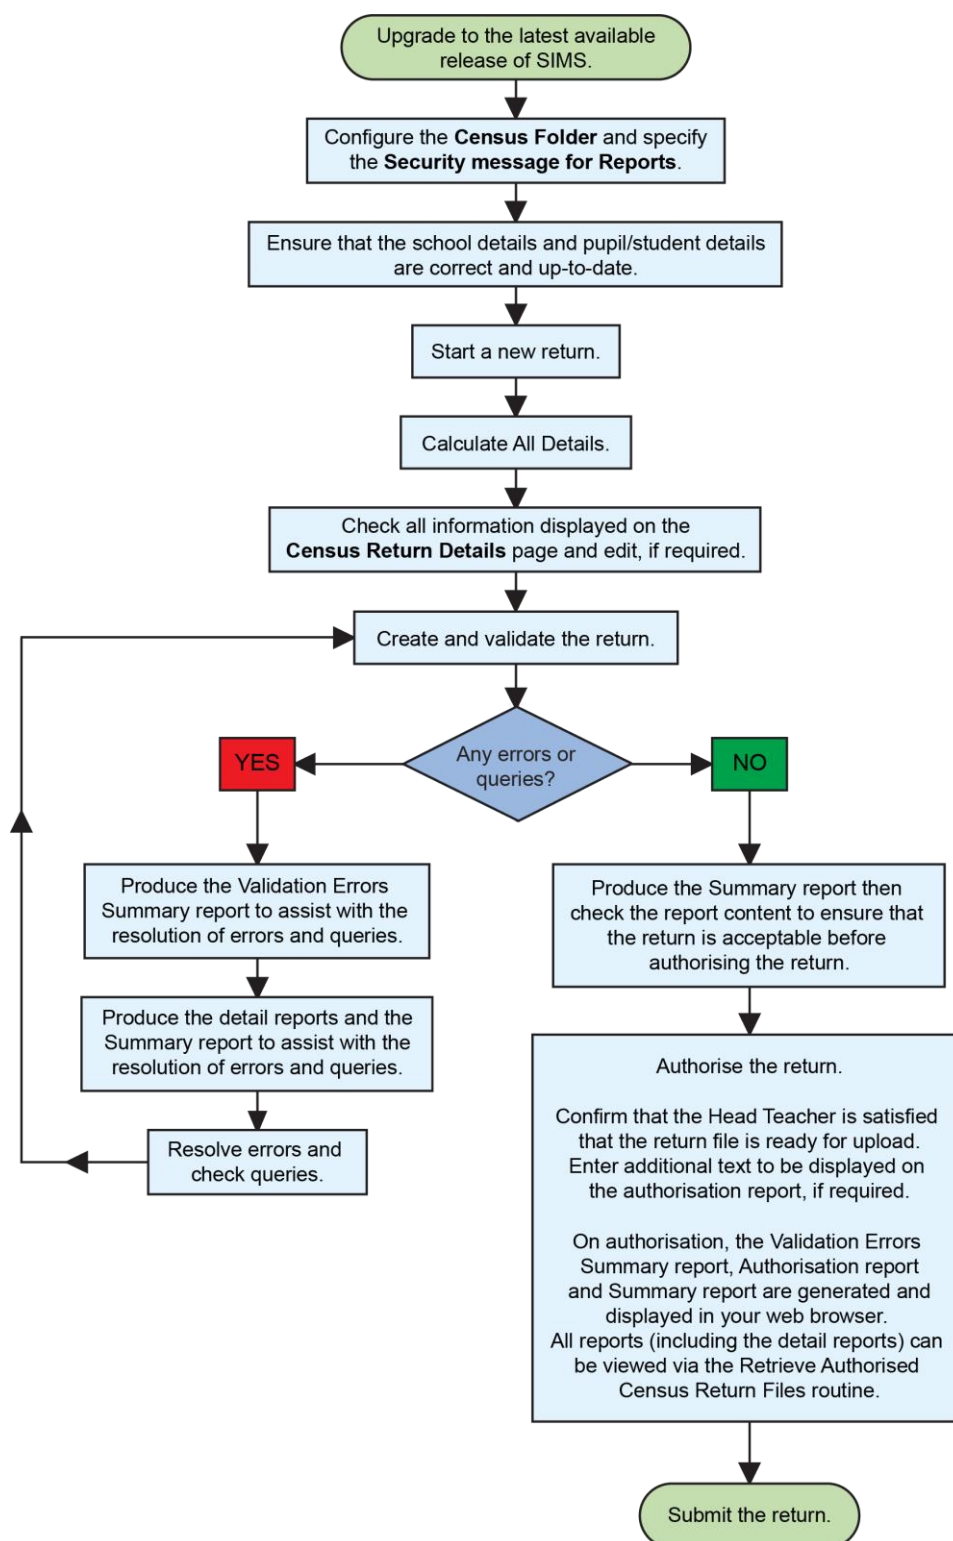 Upgrade to the latest available
release of SIMS.
Configure the Census Folder and specify
the Security message for Reports.
Ensure that the school details and pupil/student details
are correct and up-to-date.
Start a new return.
Calculate All Details.
Check all information displayed on the
Census Return Details page and edit, if required.
Create and validate the return.
Any errors or
queries?
YES
NO
Produce the Validation Errors
Summary report to assist with the
resolution of errors and queries.
Produce the detail reports and the
Summary report to assist with the
resolution of errors and queries.
Resolve errors and
check queries.
Produce the Summary report then
check the report content to ensure that
the return is acceptable before
authorising the return.
Authorise the return.
Confirm that the Head Teacher is satisfied
that the return file is ready for upload.
Enter additional text to be displayed on
the authorisation report, if required.
On authorisation, the Validation Errors
Summary report, Authorisation report
and Summary report are generated and
displayed in your web browser.
All reports (including the detail reports) can
be viewed via the Retrieve Authorised
Census Return Files routine.
Submit the return.